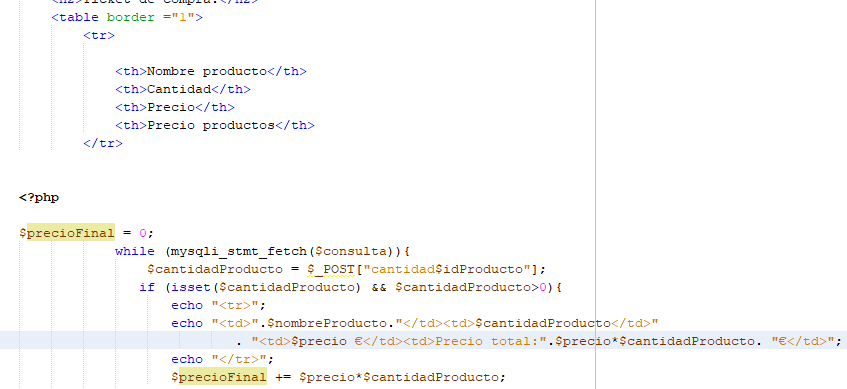 <h2>Ticket de compra:</h2>
<table border ="1">
<tr>
<th>Nombre producto</th>
<th>Cantidad</th>
<th>Precio</th>
<th>Precio productos</th>
</tr>
<?php
$precioFinal = 0;
while (mysqli_stmt_fetch($consulta)){
$cantidadProducto = $_POST["cantidad$idProducto"];
if (isset($cantidadProducto) && $cantidadProducto>0){
echo "<tr>";
echo "<td>".$nombreProducto."</td><td>$cantidadProducto</td>"
. "<td>$precio €</td><td>Precio total:".$precio*$cantidadProducto. "€</td>";
echo "</tr>";
$precioFinal += $precio*$cantidadProducto;